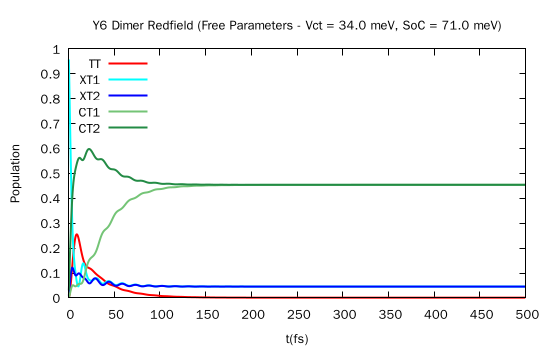 Y6 Dimer Redfield (Free Parameters - Vct = 34.0 meV, SoC = 71.0 meV)
1
0.9
0.8
0.7
0.6
0.5
0.4
0.3
0.2
0.1
0
Population
TT
XT1
XT2
CT1
CT2
0 50 100 150 200 250 300 350 400 450 500
t(fs)